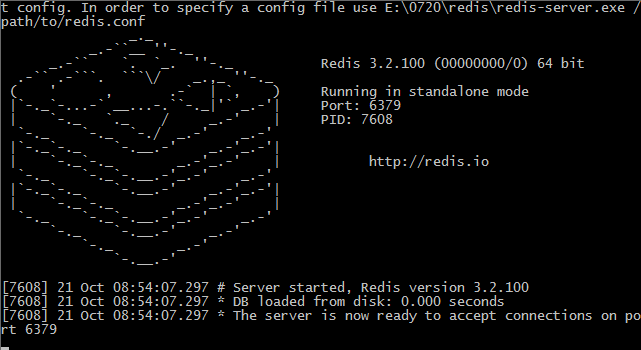 t config. In order to specify a config file use E:\0720\redis\redis-server.exe /
path/to/redis.conf
Redis 3.2.100 (00000000/0) 64 bit
Running in standalone mode
Port: 6379
PID: 7608
http://redis.io
[7608] 21 Oct 08:54:07.297 # Server started, Redis version 3.2.100
[7608] 21 Oct 08:54:07.297 * DB loaded from disk: 0.000 seconds
[7608] 21 Oct 08:54:07.297 * The server is now ready to accept connections on po
rt 6379